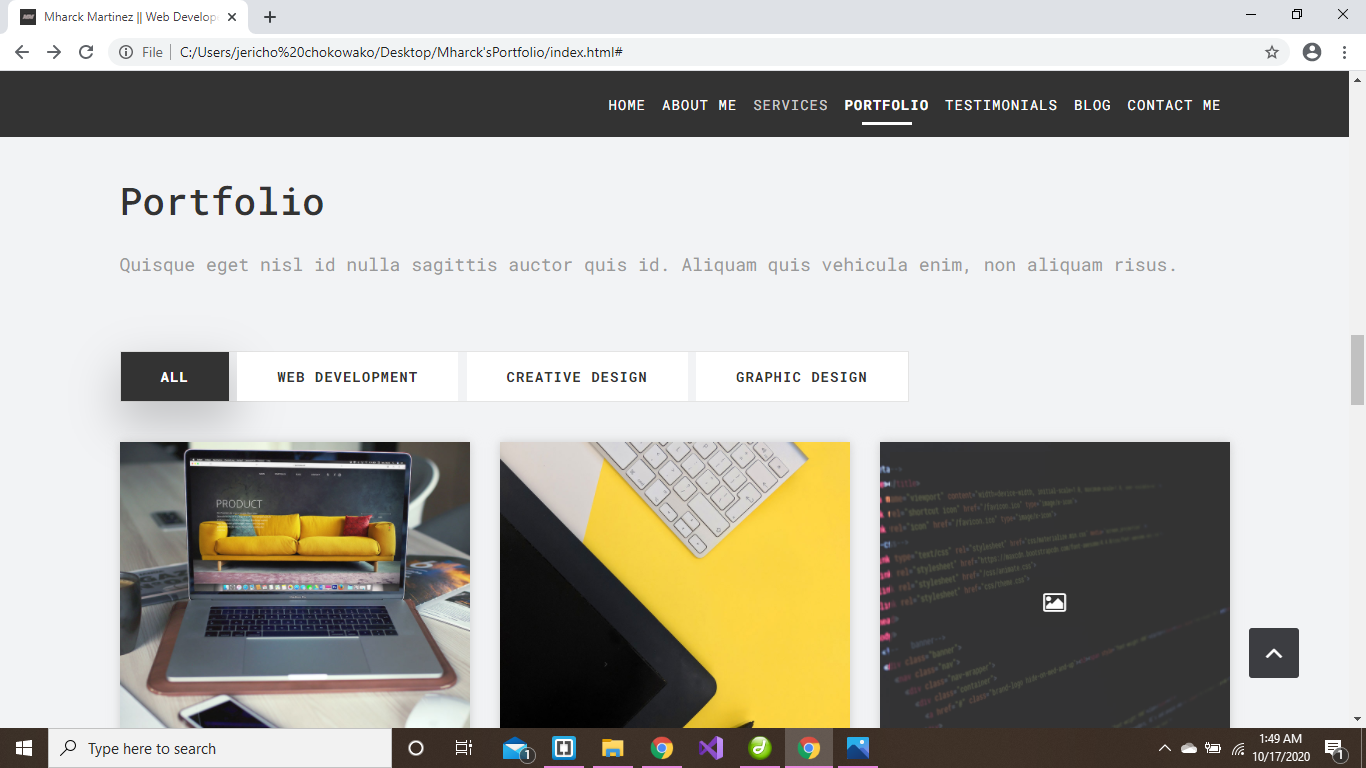 Mharck Martinez || Web Develop
File
C:/Users/jericho%20chokowako/Desktop/Mharck'sPortfolio/index.html#
HOME ABOUT ME SERVICES PORTFOLIO TESTIMONIALS BLOG CONTACT ME
Portfolio
Quisque eget nisl id nulla sagittis auctor quis id. Aliquam quis vehicula enim, non aliquam risus.
ALL WEB DEVELOPMENT CREATIVE DESIGN GRAPHIC DESIGN
PRODUCT
Type here to search
1
1:49 AM
10/17/2020
1